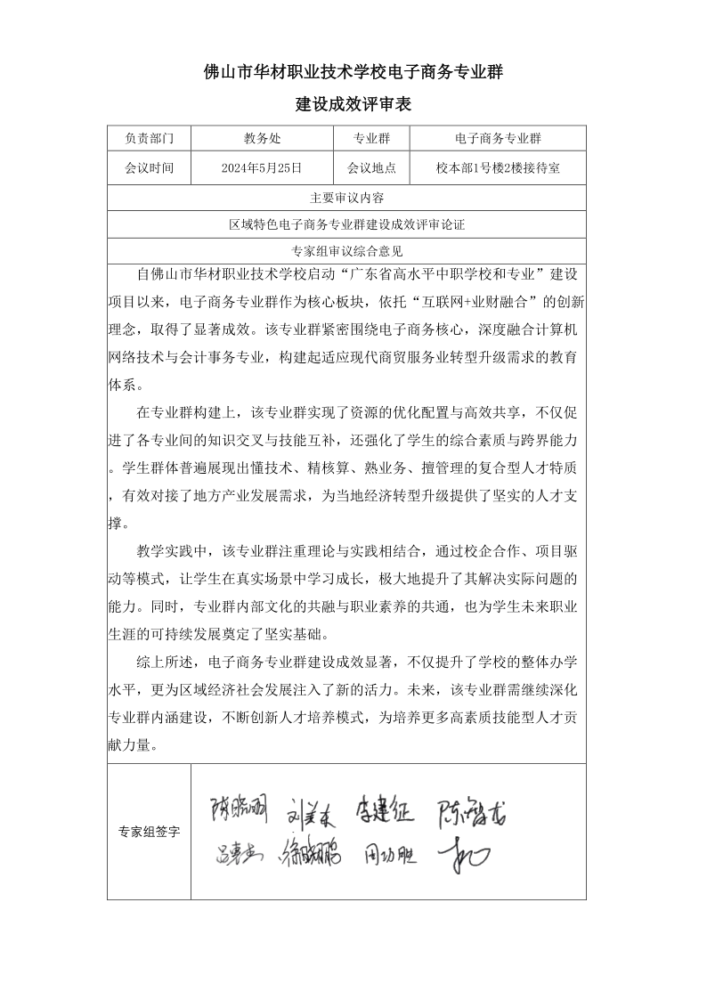 佛山市华材职业技术学校电子商务专业群
建设成效评审表
负责部门 教务处 专业群 电子商务专业群
会议时间 2024年5月25日 会议地点 校本部1号楼2楼接待室
主要审议内容
区域特色电子商务专业群建设成效评审论证
专家组审议综合意见
自佛山市华材职业技术学校启动“广东省高水平中职学校和专业”建设
项目以来，电子商务专业群作为核心板块，依托“互联网+业财融合”的创新
理念，取得了显著成效。该专业群紧密围绕电子商务核心，深度融合计算机
网络技术与会计事务专业，构建起适应现代商贸服务业转型升级需求的教育
体系。
在专业群构建上，该专业群实现了资源的优化配置与高效共享，不仅促
进了各专业间的知识交叉与技能互补，还强化了学生的综合素质与跨界能力
。学生群体普遍展现出懂技术、精核算、熟业务、擅管理的复合型人才特质
，有效对接了地方产业发展需求，为当地经济转型升级提供了坚实的人才支
撑。
教学实践中，该专业群注重理论与实践相结合，通过校企合作、项目驱
动等模式，让学生在真实场景中学习成长，极大地提升了其解决实际问题的
能力。同时，专业群内部文化的共融与职业素养的共通，也为学生未来职业
生涯的可持续发展奠定了坚实基础。
综上所述，电子商务专业群建设成效显著，不仅提升了学校的整体办学
水平，更为区域经济社会发展注入了新的活力。未来，该专业群需继续深化
专业群内涵建设，不断创新人才培养模式，为培养更多高素质技能型人才贡
献力量。
专家组签字
陈晓明 刘美东 李建征 陈智龙
吕惠杰 徐晓鹏 周功胜